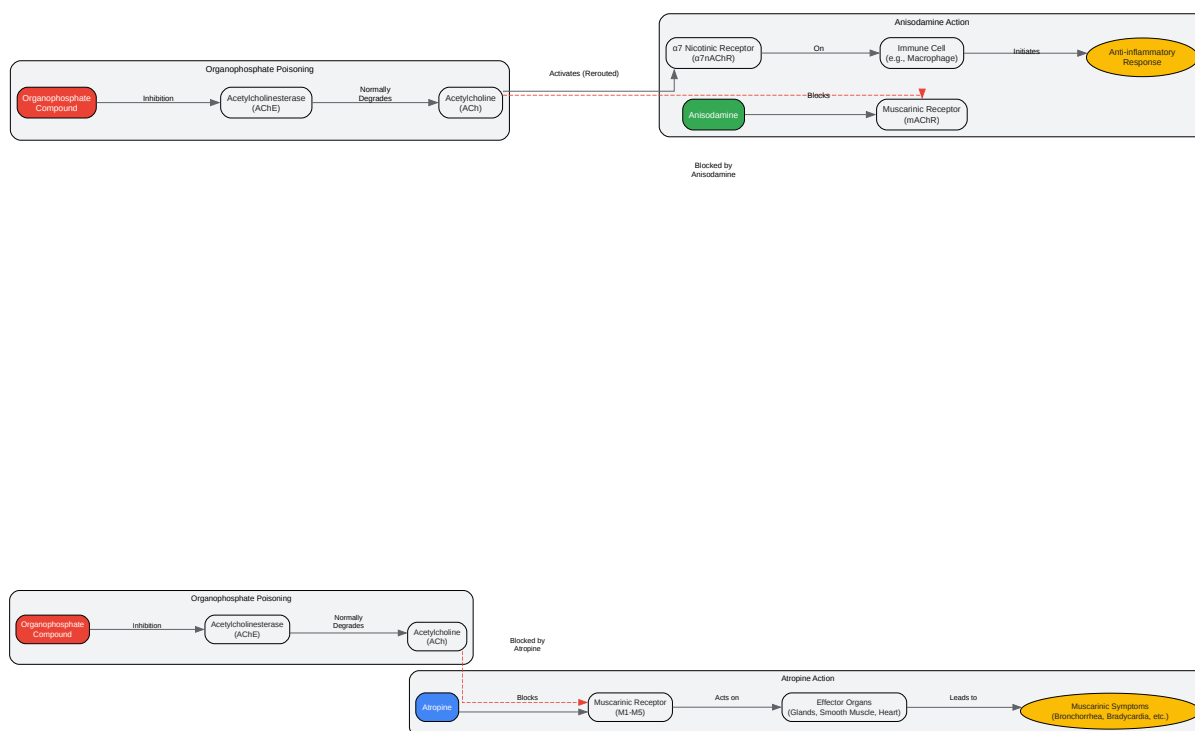 Anisodamine Action
α7 Nicotinic Receptor
(α7nAChR)
On
Immune Cell
(e.g., Macrophage)
Initiates
Anti-inflammatory
Response
Organophosphate Poisoning
Activates (Rerouted)
Organophosphate
Compound
Inhibition
Acetylcholinesterase
(AChE)
Normally
Degrades
Acetylcholine
(ACh)
Blocks
Anisodamine
Muscarinic Receptor
(mAChR)
Blocked by
Anisodamine
Organophosphate Poisoning
Organophosphate
Compound
Inhibition
Acetylcholinesterase
(AChE)
Normally
Degrades
Acetylcholine
(ACh)
Blocked by
Atropine
Atropine Action
Atropine
Blocks
Muscarinic Receptor
(M1-M5)
Acts on
Effector Organs
(Glands, Smooth Muscle, Heart)
Leads to
Muscarinic Symptoms
(Bronchorrhea, Bradycardia, etc.)